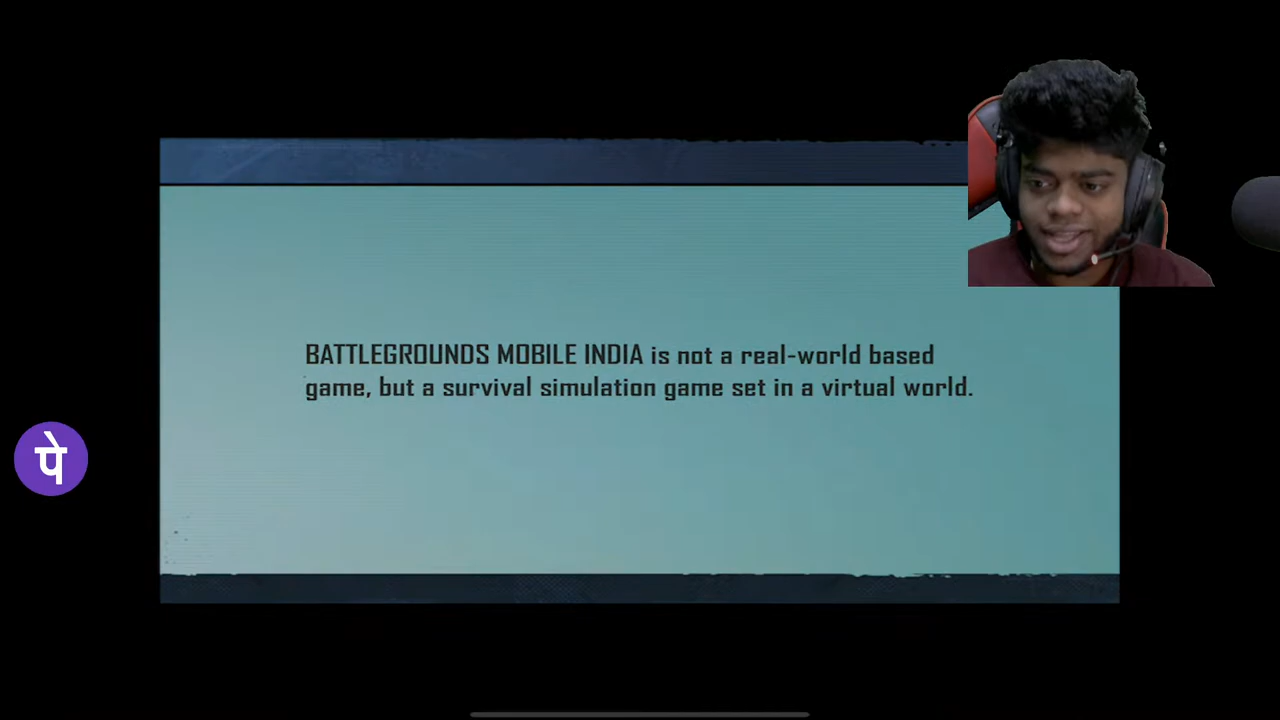 BATTLEGROUNDS MOBILE INDIA is not a real-world based
game, but a survival simulation game set in a virtual world.
पे